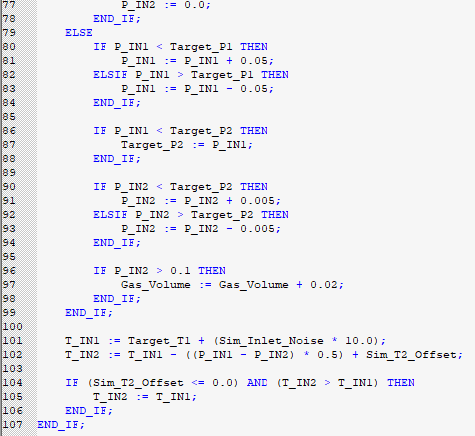 77 P_IN2 := 0.0;
78 END_IF;
79 ELSE
80 IF P_IN1 < Target_P1 THEN
81 P_IN1 := P_IN1 + 0.05;
82 ELSIF P_IN1 > Target_P1 THEN
83 P_IN1 := P_IN1 - 0.05;
84 END_IF;
85
86 IF P_IN1 < Target_P2 THEN
87 Target_P2 := P_IN1;
88 END_IF;
89
90 IF P_IN2 < Target_P2 THEN
91 P_IN2 := P_IN2 + 0.005;
92 ELSIF P_IN2 > Target_P2 THEN
93 P_IN2 := P_IN2 - 0.005;
94 END_IF;
95
96 IF P_IN2 > 0.1 THEN
97 Gas_Volume := Gas_Volume + 0.02;
98 END_IF;
99 END_IF;
100
101 T_IN1 := Target_T1 + (Sim_Inlet_Noise * 10.0);
102 T_IN2 := T_IN1 - ((P_IN1 - P_IN2) * 0.5) + Sim_T2_Offset;
103
104 IF (Sim_T2_Offset <= 0.0) AND (T_IN2 > T_IN1) THEN
105 T_IN2 := T_IN1;
106 END_IF;
107 END_IF;